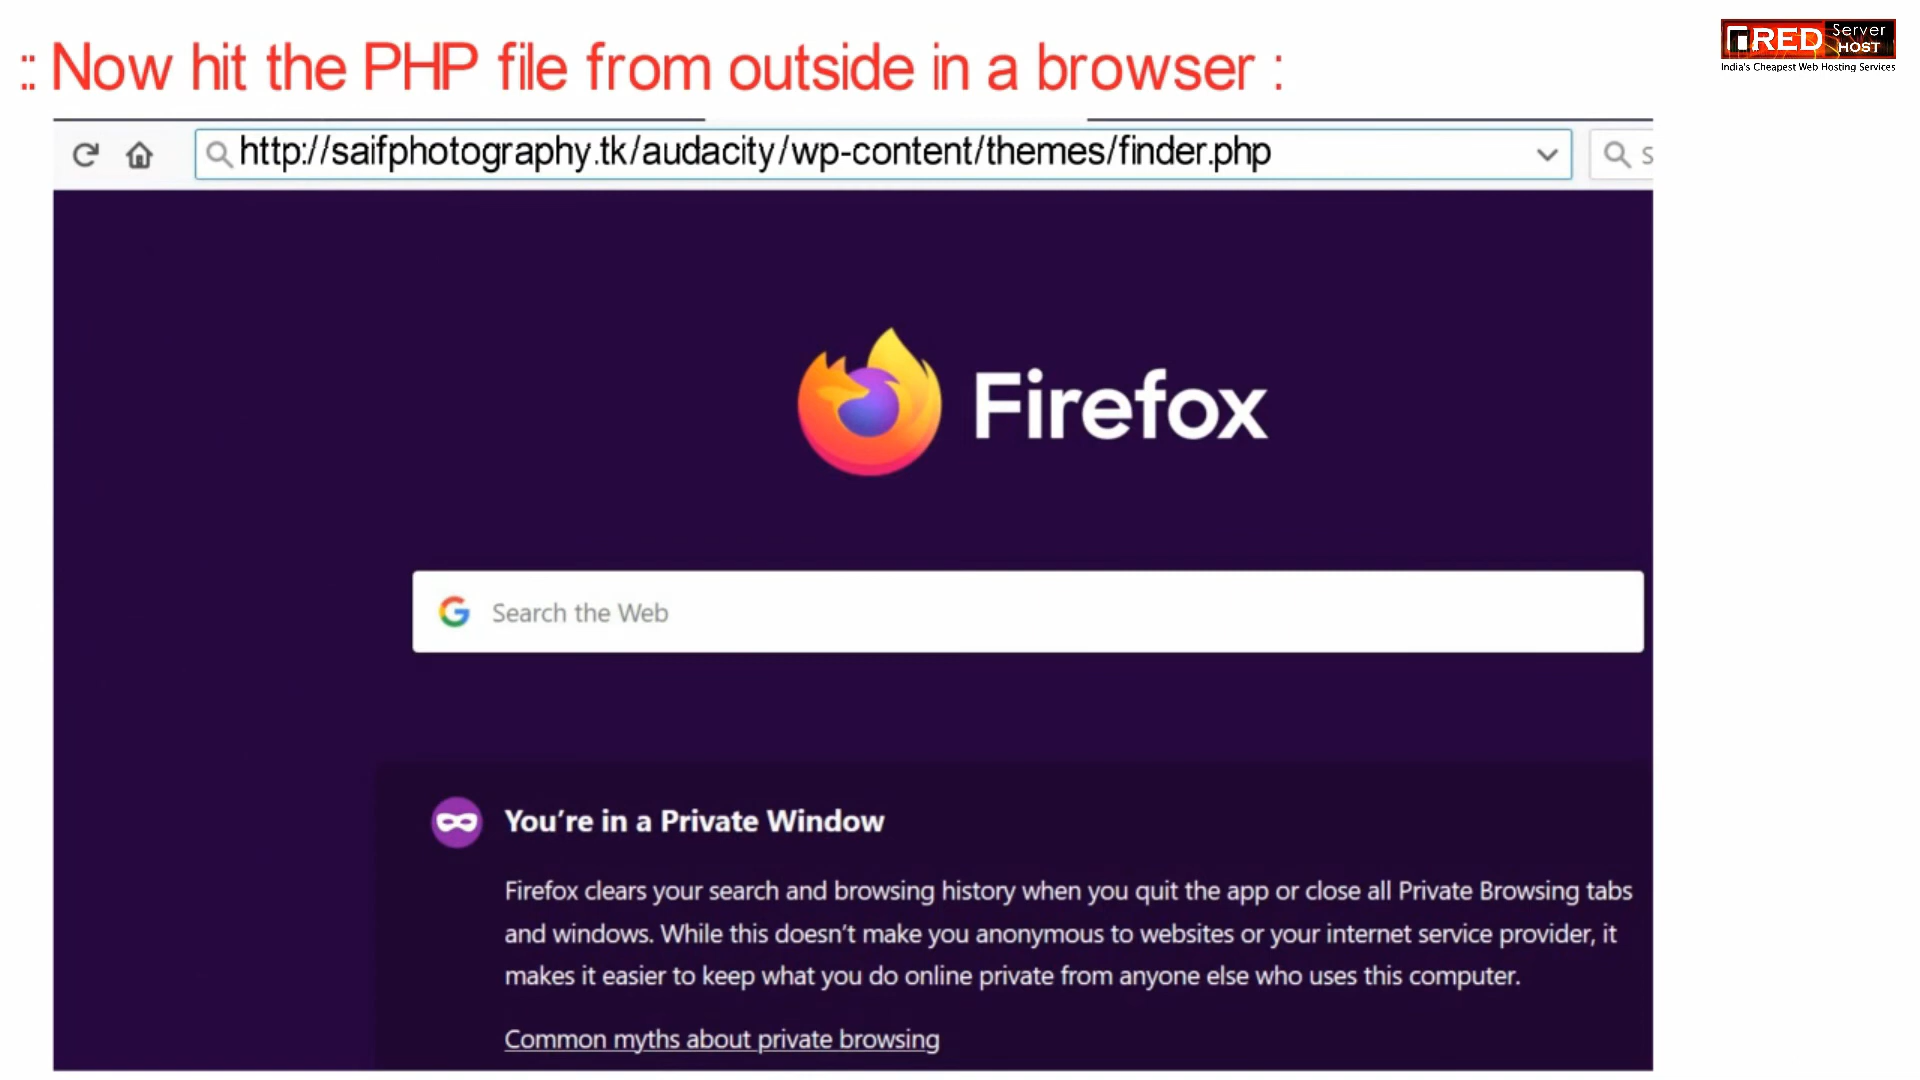 :: Now hit the PHP file from outside in a browser :
RED Server HOST
India's Cheapest Web Hosting Services
http://saifphotography.tk/audacity/wp-content/themes/finder.php
S
Firefox
Search the Web
You're in a Private Window
Firefox clears your search and browsing history when you quit the app or close all Private Browsing tabs
and windows. While this doesn't make you anonymous to websites or your internet service provider, it
makes it easier to keep what you do online private from anyone else who uses this computer.
Common myths about private browsing